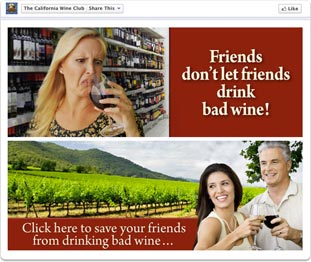 The California Wine Club Share This Like
Friends
don't let friends
drink
bad wine!
Click here to save your friends
from drinking bad wine...